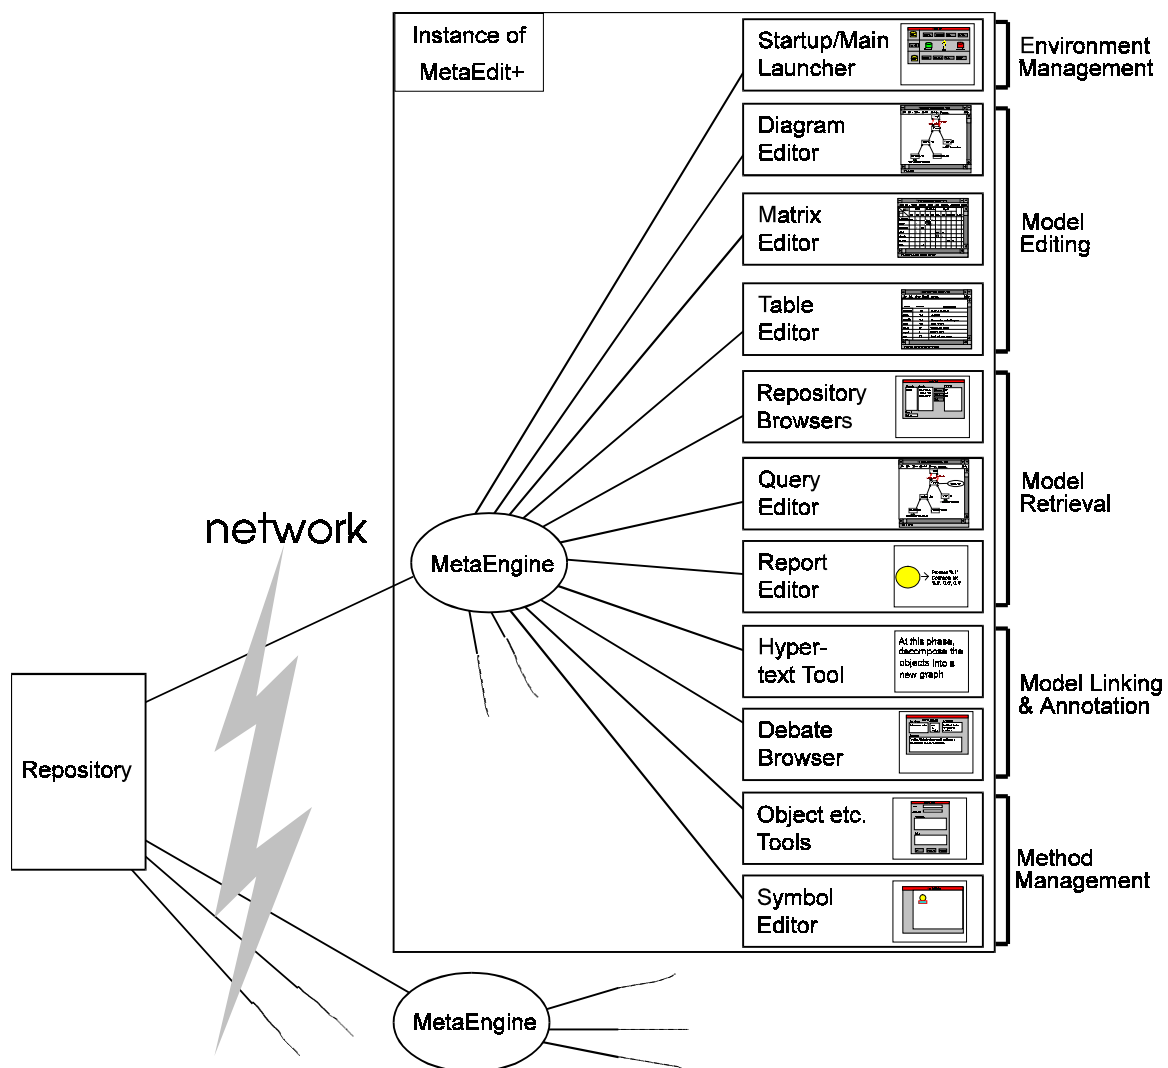 Instance of
MetaEdit+
Startup/Main
Launcher
Environment
Management
Diagram
Editor
Matrix
Editor
Model
Editing
Table
Editor
Repository
Browsers
Query
Editor
Model
Retrieval
network
MetaEngine
Report
Editor
Hyper-
text Tool
At this phase,
decompose the
objects into a
new graph
Model Linking
& Annotation
Debate
Browser
Repository
Object etc.
Tools
Method
Management
Symbol
Editor
MetaEngine